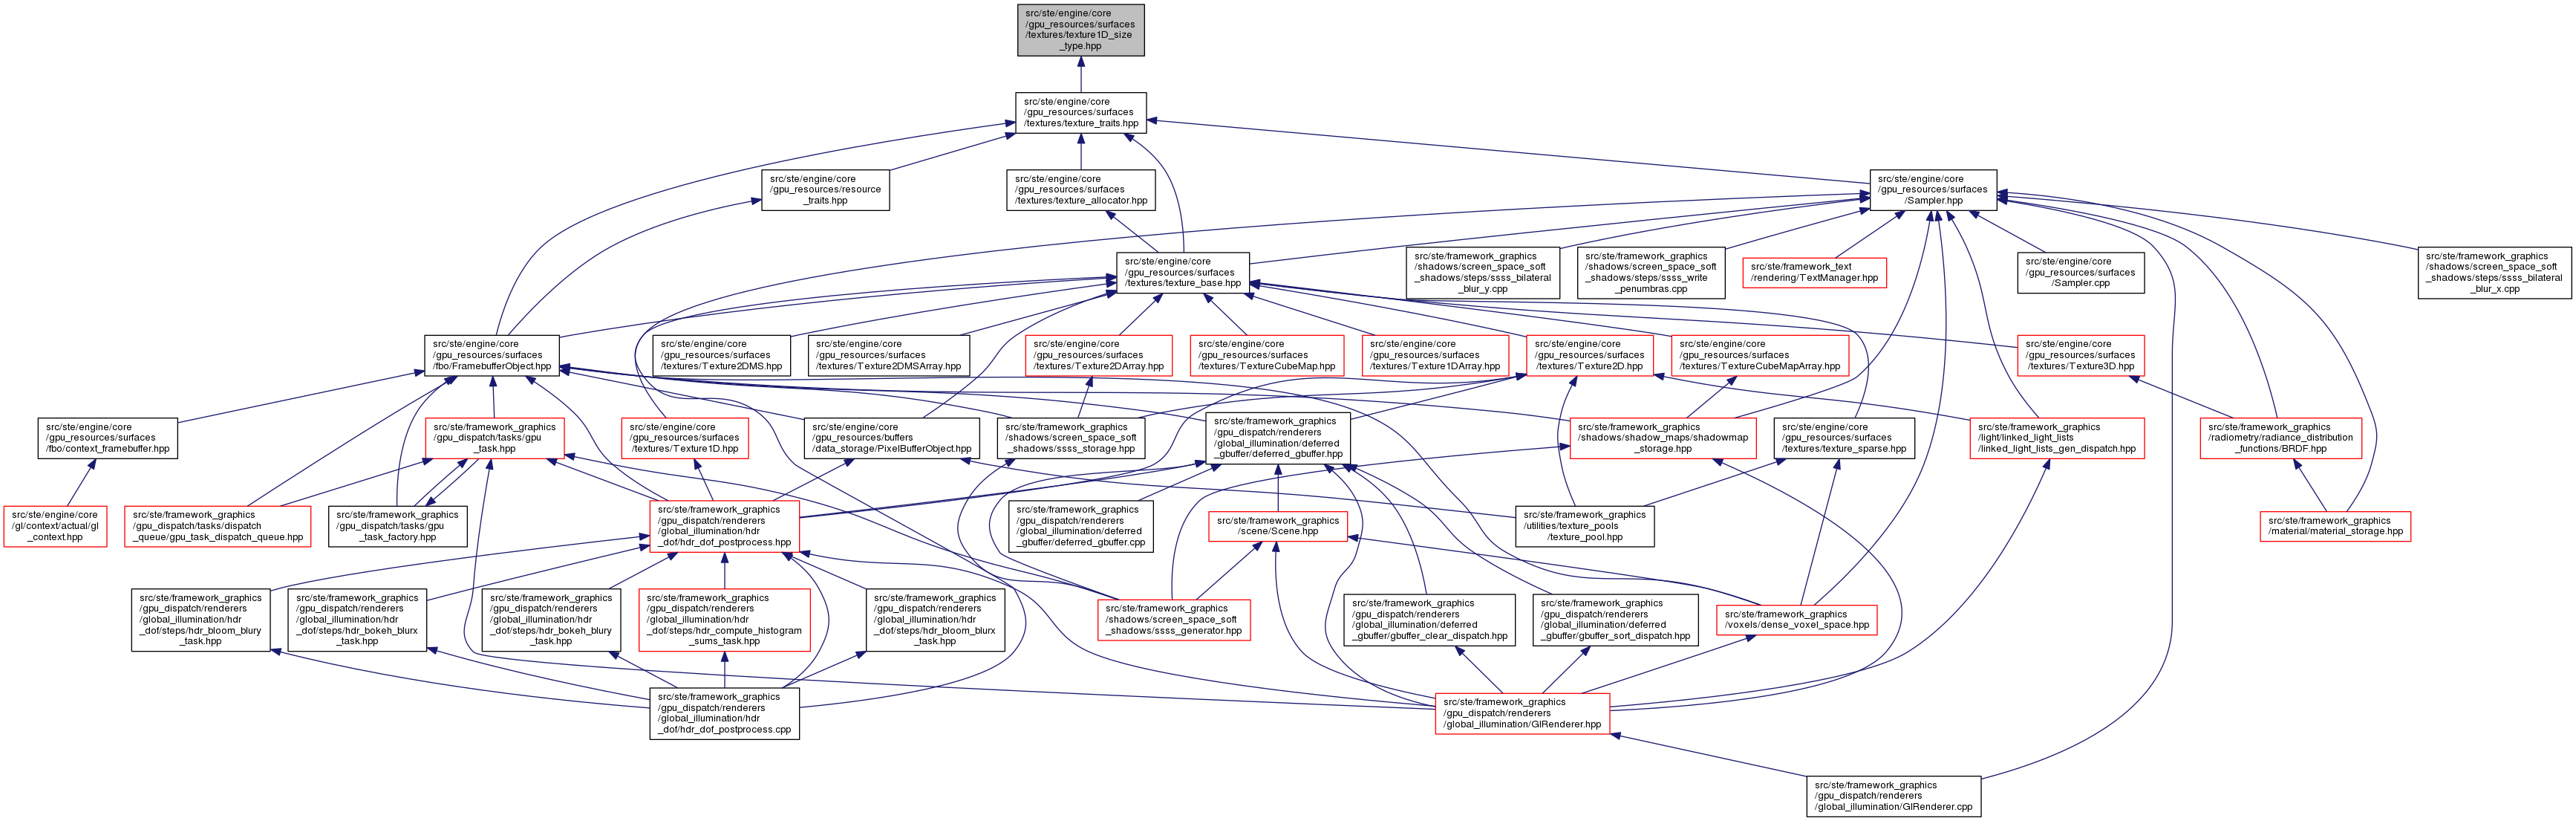 src/ste/engine/core
/gpu_resources/surfaces
/textures/texture1D_size
_type.hpp
src/ste/engine/core
/gpu_resources/surfaces
/textures/texture_traits.hpp
src/ste/engine/core
/gpu_resources/resource
_traits.hpp
src/ste/engine/core
/gpu_resources/surfaces
/textures/texture_allocator.hpp
src/ste/engine/core
/gpu_resources/surfaces
/Sampler.hpp
src/ste/engine/core
/gpu_resources/surfaces
/textures/texture_base.hpp
src/ste/framework_graphics
/shadows/screen_space_soft
_shadows/steps/ssss_bilateral
_blur_y.cpp
src/ste/framework_graphics
/shadows/screen_space_soft
_shadows/steps/ssss_write
_penumbras.cpp
src/ste/framework_text
/rendering/TextManager.hpp
src/ste/engine/core
/gpu_resources/surfaces
/Sampler.cpp
src/ste/framework_graphics
/shadows/screen_space_soft
_shadows/steps/ssss_bilateral
_blur_x.cpp
src/ste/engine/core
/gpu_resources/surfaces
/fbo/FramebufferObject.hpp
src/ste/engine/core
/gpu_resources/surfaces
/textures/Texture2DMS.hpp
src/ste/engine/core
/gpu_resources/surfaces
/textures/Texture2DMSArray.hpp
src/ste/engine/core
/gpu_resources/surfaces
/textures/Texture2DArray.hpp
src/ste/engine/core
/gpu_resources/surfaces
/textures/TextureCubeMap.hpp
src/ste/engine/core
/gpu_resources/surfaces
/textures/Texture1DArray.hpp
src/ste/engine/core
/gpu_resources/surfaces
/textures/Texture2D.hpp
src/ste/engine/core
/gpu_resources/surfaces
/textures/TextureCubeMapArray.hpp
src/ste/engine/core
/gpu_resources/surfaces
/textures/Texture3D.hpp
src/ste/engine/core
/gpu_resources/surfaces
/fbo/context_framebuffer.hpp
src/ste/framework_graphics
/gpu_dispatch/tasks/gpu
_task.hpp
src/ste/engine/core
/gpu_resources/surfaces
/textures/Texture1D.hpp
src/ste/engine/core
/gpu_resources/buffers
/data_storage/PixelBufferObject.hpp
src/ste/framework_graphics
/shadows/screen_space_soft
_shadows/ssss_storage.hpp
src/ste/framework_graphics
/gpu_dispatch/renderers
/global_illumination/deferred
_gbuffer/deferred_gbuffer.hpp
src/ste/framework_graphics
/shadows/shadow_maps/shadowmap
_storage.hpp
src/ste/engine/core
/gpu_resources/surfaces
/textures/texture_sparse.hpp
src/ste/framework_graphics
/light/linked_light_lists
/linked_light_lists_gen_dispatch.hpp
src/ste/framework_graphics
/radiometry/radiance_distribution
_functions/BRDF.hpp
src/ste/engine/core
/gl/context/actual/gl
_context.hpp
src/ste/framework_graphics
/gpu_dispatch/tasks/dispatch
_queue/gpu_task_dispatch_queue.hpp
src/ste/framework_graphics
/gpu_dispatch/tasks/gpu
_task_factory.hpp
src/ste/framework_graphics
/gpu_dispatch/renderers
/global_illumination/hdr
_dof/hdr_dof_postprocess.hpp
src/ste/framework_graphics
/gpu_dispatch/renderers
/global_illumination/deferred
_gbuffer/deferred_gbuffer.cpp
src/ste/framework_graphics
/scene/Scene.hpp
src/ste/framework_graphics
/utilities/texture_pools
/texture_pool.hpp
src/ste/framework_graphics
/material/material_storage.hpp
src/ste/framework_graphics
/gpu_dispatch/renderers
/global_illumination/hdr
_dof/steps/hdr_bloom_blury
_task.hpp
src/ste/framework_graphics
/gpu_dispatch/renderers
/global_illumination/hdr
_dof/steps/hdr_bokeh_blurx
_task.hpp
src/ste/framework_graphics
/gpu_dispatch/renderers
/global_illumination/hdr
_dof/steps/hdr_bokeh_blury
_task.hpp
src/ste/framework_graphics
/gpu_dispatch/renderers
/global_illumination/hdr
_dof/steps/hdr_compute_histogram
_sums_task.hpp
src/ste/framework_graphics
/gpu_dispatch/renderers
/global_illumination/hdr
_dof/steps/hdr_bloom_blurx
_task.hpp
src/ste/framework_graphics
/shadows/screen_space_soft
_shadows/ssss_generator.hpp
src/ste/framework_graphics
/gpu_dispatch/renderers
/global_illumination/deferred
_gbuffer/gbuffer_clear_dispatch.hpp
src/ste/framework_graphics
/gpu_dispatch/renderers
/global_illumination/deferred
_gbuffer/gbuffer_sort_dispatch.hpp
src/ste/framework_graphics
/voxels/dense_voxel_space.hpp
src/ste/framework_graphics
/gpu_dispatch/renderers
/global_illumination/hdr
_dof/hdr_dof_postprocess.cpp
src/ste/framework_graphics
/gpu_dispatch/renderers
/global_illumination/GIRenderer.hpp
src/ste/framework_graphics
/gpu_dispatch/renderers
/global_illumination/GIRenderer.cpp